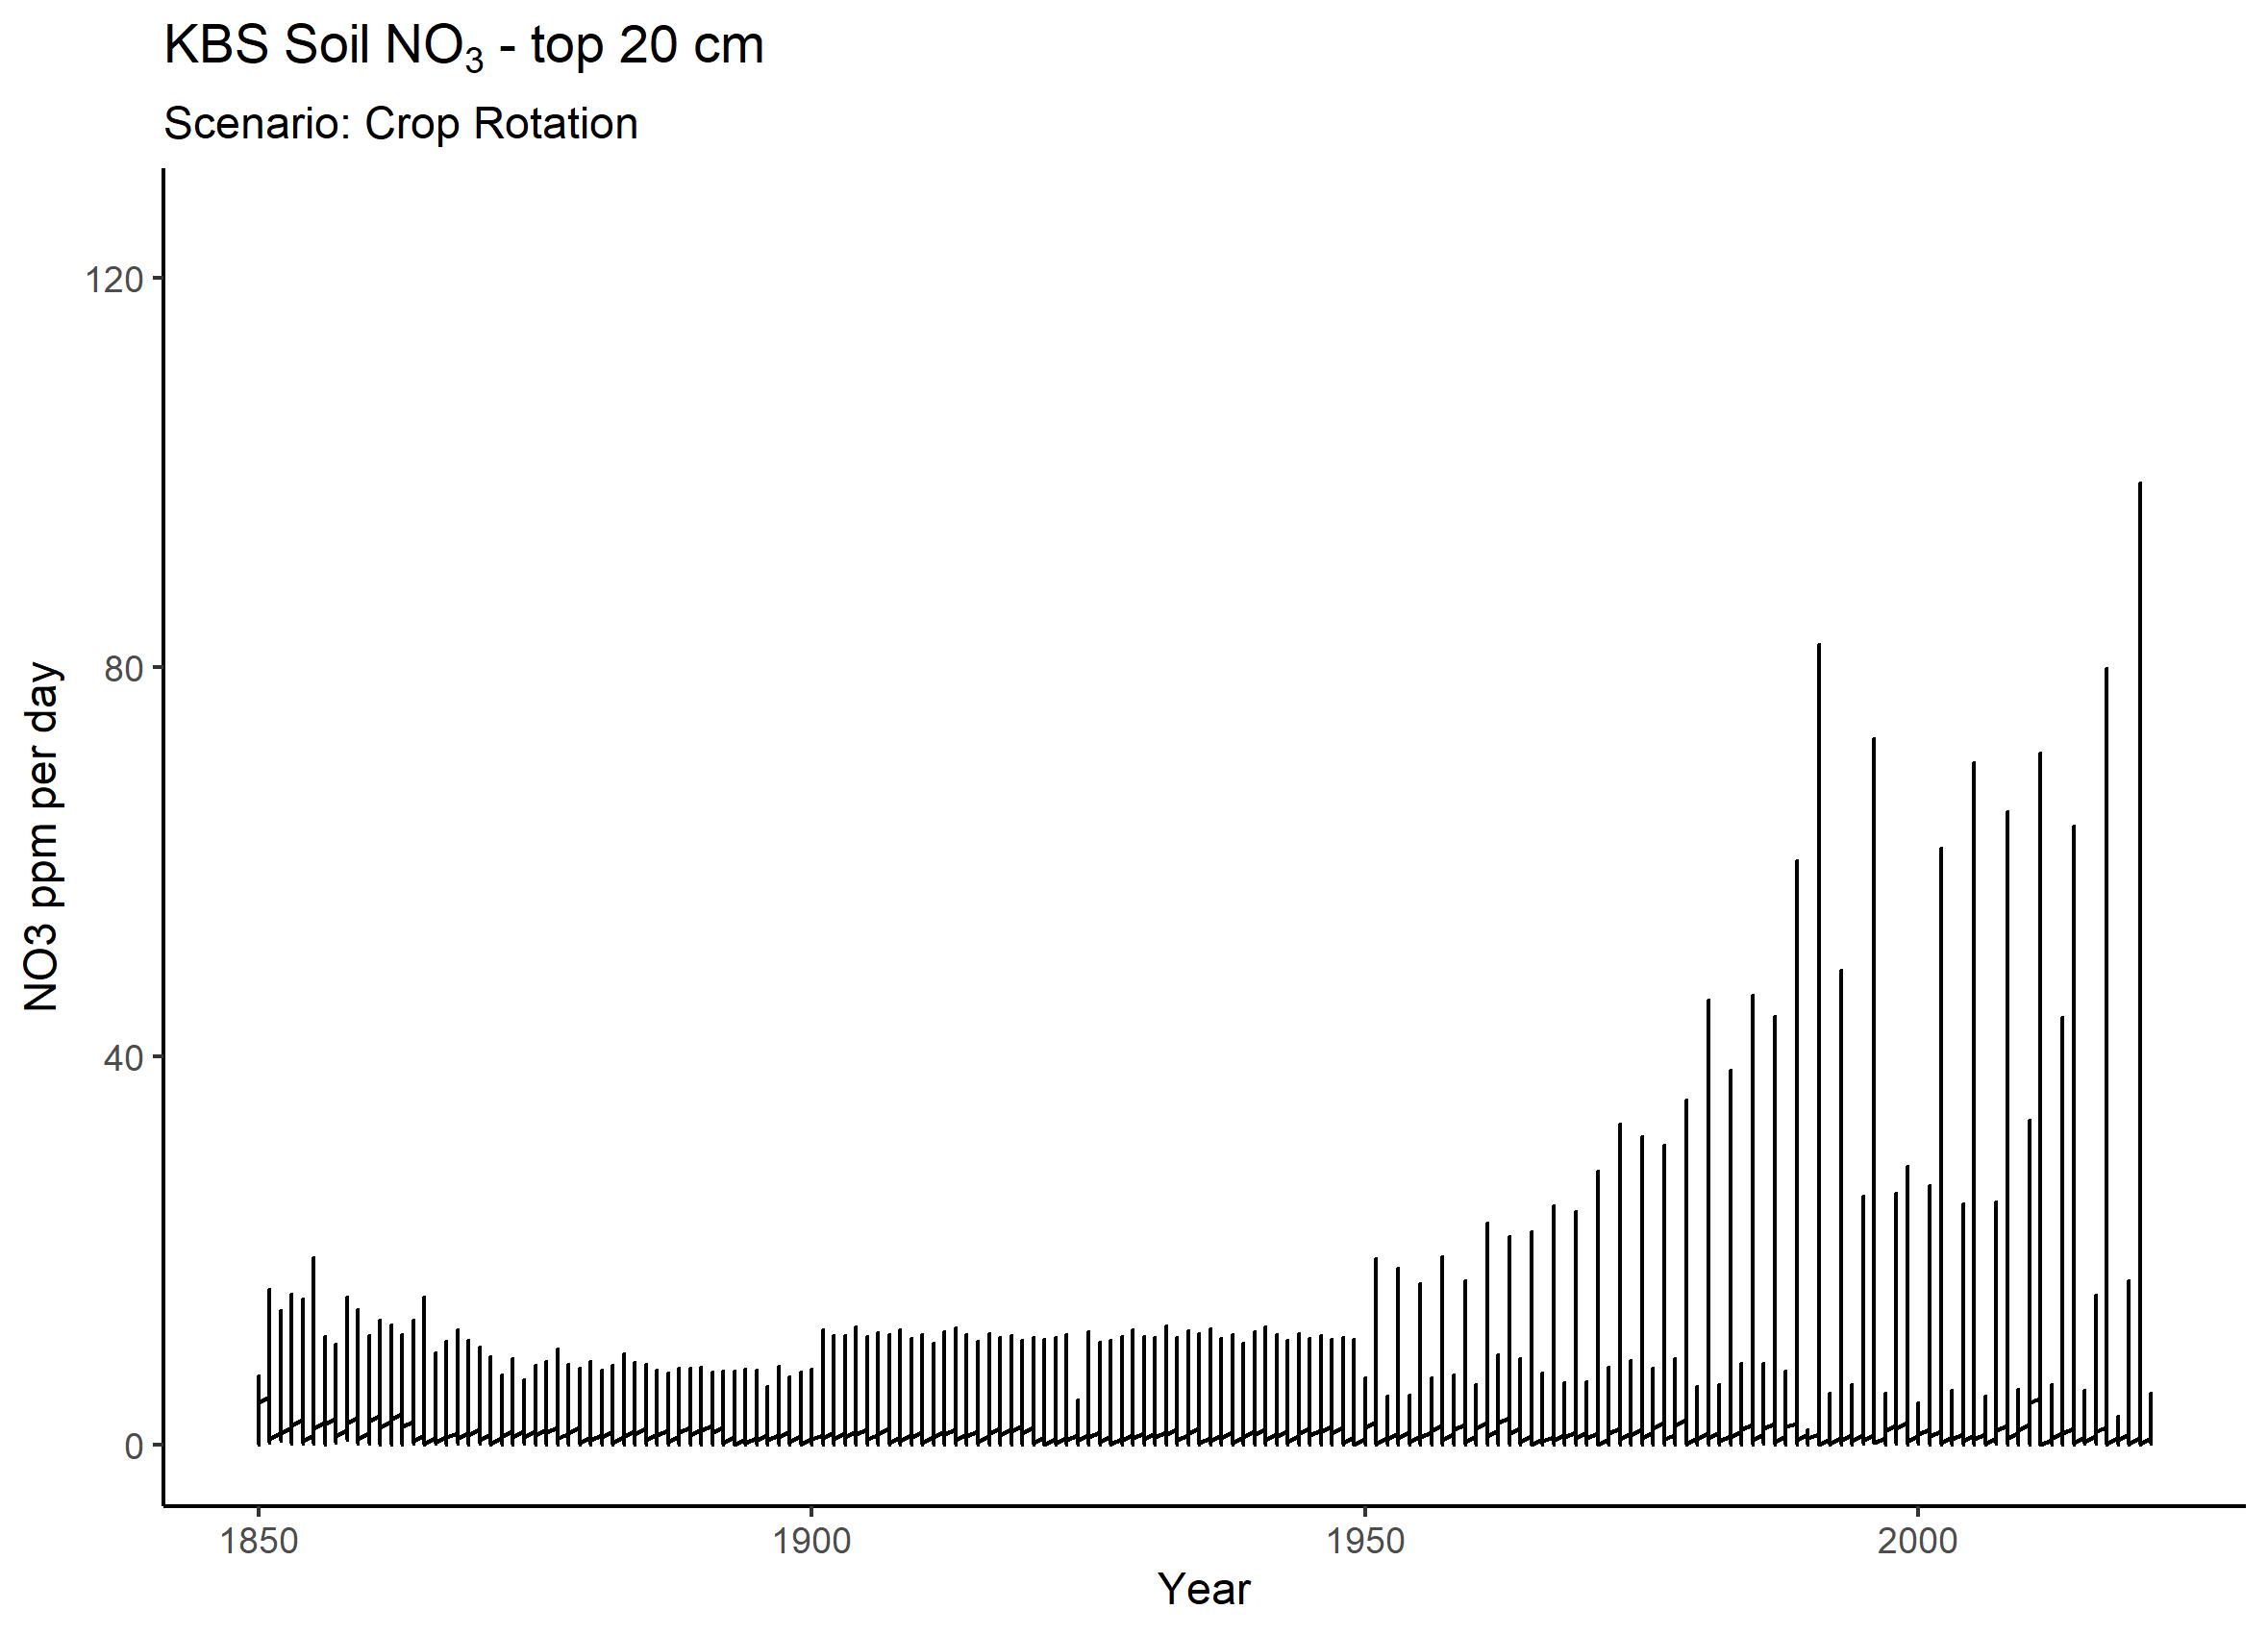 KBS Soil NO₃ - top 20 cm
Scenario: Crop Rotation
NO3 ppm per day
120
80
40
0
1850 1900 1950 2000
Year